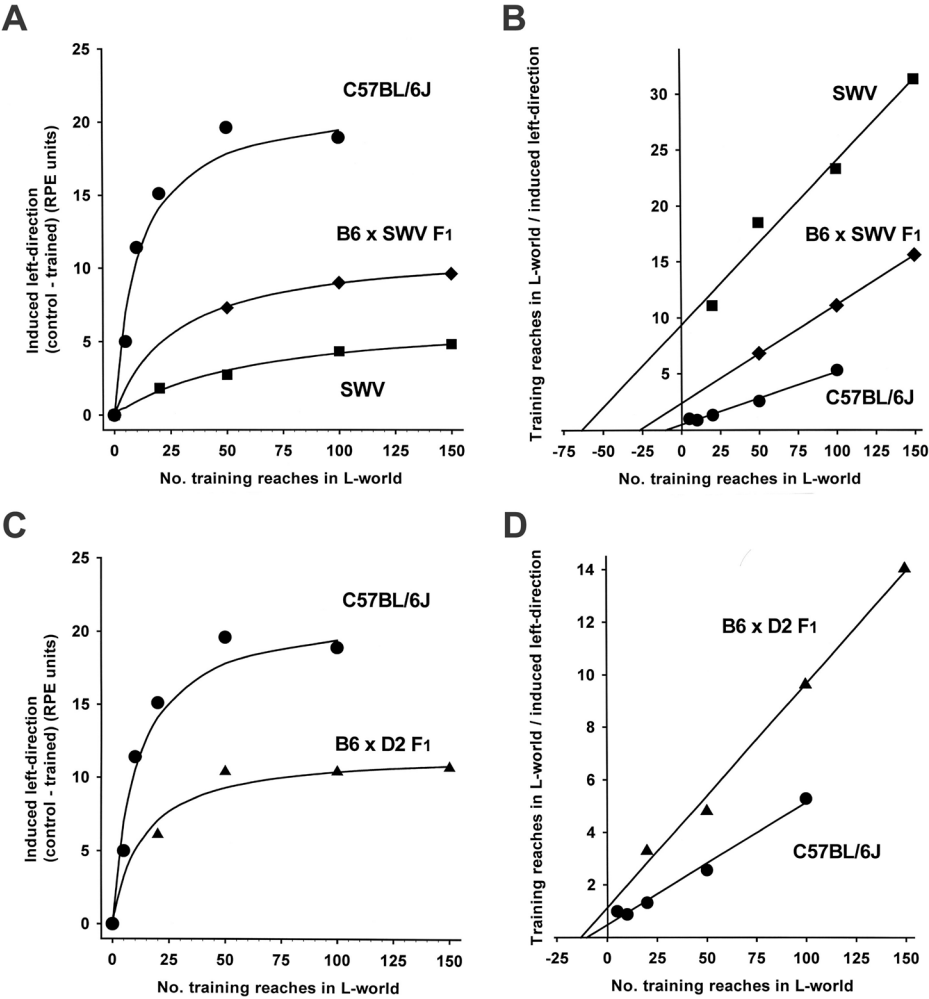 A
25
20
15
10
5
0
Induced left-direction
(control - trained) (RPE units)
C57BL/6J
B6 x SWV F1
SWV
0 25 50 75 100 125 150
No. training reaches in L-world
B
30
25
20
15
10
5
Training reaches in L-world / induced left-direction
SWV
B6 x SWV F1
C57BL/6J
-75 -50 -25 0 25 50 75 100 125 150
No. training reaches in L-world
C
25
20
15
10
5
0
Induced left-direction
(control - trained) (RPE units)
C57BL/6J
B6 x D2 F1
0 25 50 75 100 125 150
No. training reaches in L-world
D
14
12
10
8
6
4
2
Training reaches in L-world / induced left-direction
B6 x D2 F1
C57BL/6J
-25 0 25 50 75 100 125 150
No. training reaches in L-world